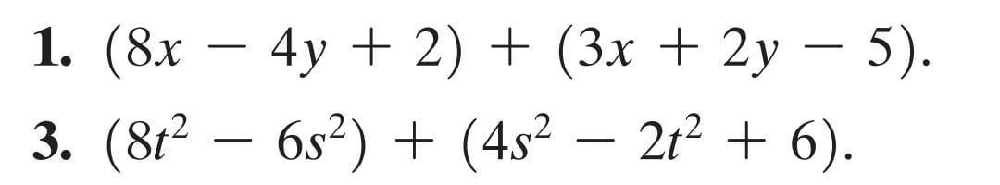 1. (8x − 4y + 2) + (3x + 2y − 5).
3. (8t² − 6s²) + (4s² − 2t² + 6).